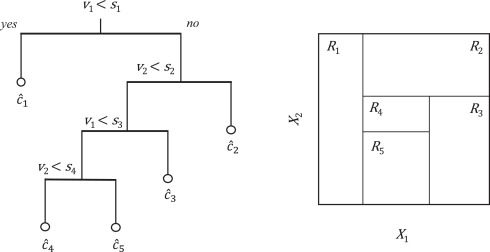 v₁ < s₁
yes
no
v₂ < s₂
ĉ₁
v₁ < s₃
ĉ₂
v₂ < s₄
ĉ₃
ĉ₄
ĉ₅
R₁
R₂
R₄
R₃
R₅
X₂
X₁